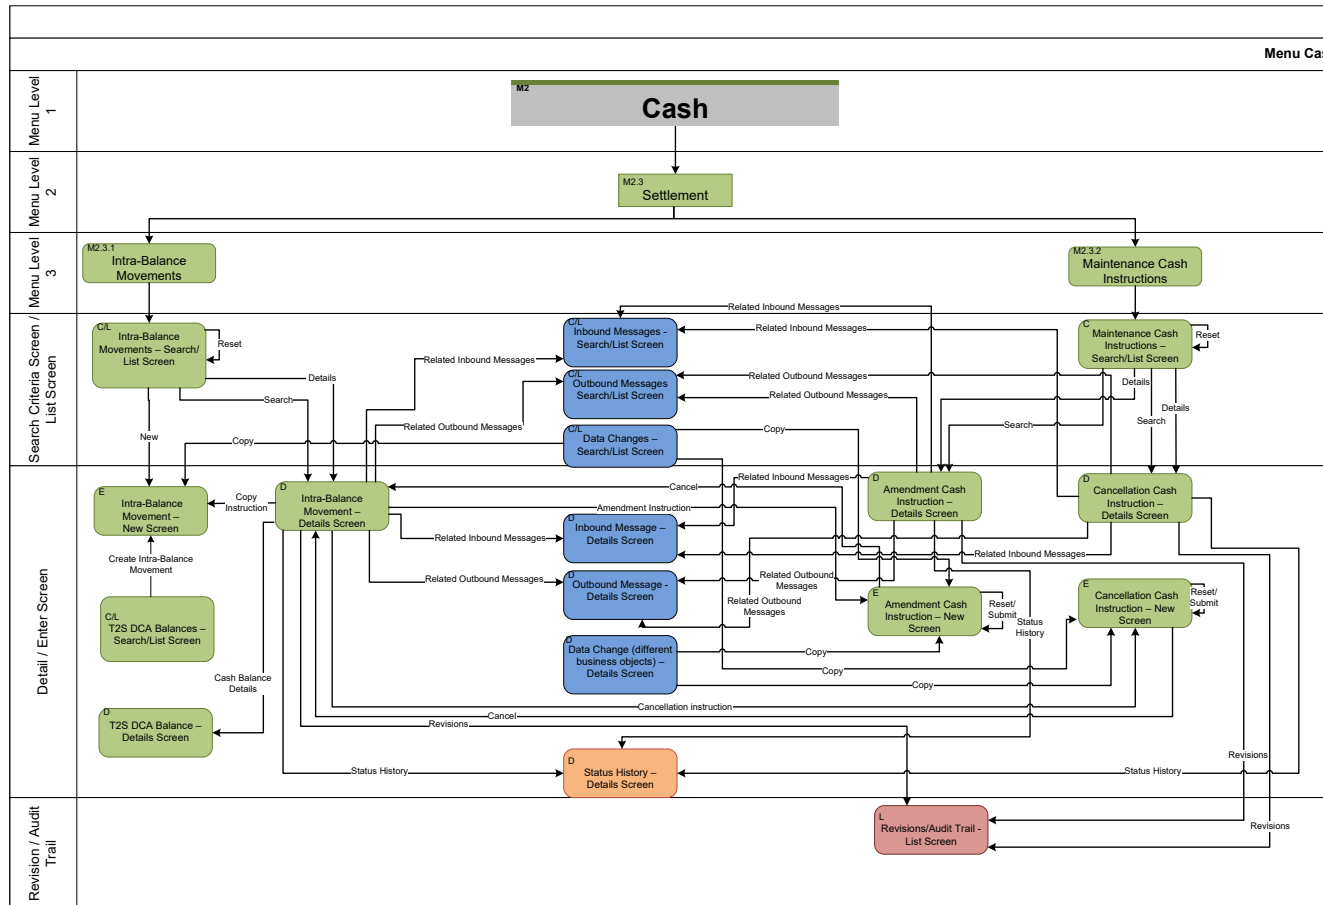 Menu Cas
Menu Level
1
M2
Cash
Menu Level
2
M2.3
Settlement
Menu Level
3
M2.3.1
Intra-Balance
Movements
M2.3.2
Maintenance Cash
Instructions
Search Criteria Screen /
List Screen
C/L
Intra-Balance
Movements – Search/
List Screen
Reset
Details
Search
New
Copy
Related Inbound Messages
Related Outbound Messages
C/L
Inbound Messages -
Search/List Screen
C/L
Outbound Messages
Search/List Screen
C/L
Data Changes –
Search/List Screen
Related Inbound Messages
Related Inbound Messages
Related Outbound Messages
Related Outbound Messages
Copy
C
Maintenance Cash
Instructions –
Search/List Screen
Reset
Details
Details
Search
Search
Detail / Enter Screen
E
Intra-Balance
Movement –
New Screen
Copy
Instruction
D
Intra-Balance
Movement –
Details Screen
Create Intra-Balance
Movement
C/L
T2S DCA Balances –
Search/List Screen
Cash Balance
Details
D
T2S DCA Balance –
Details Screen
Cancel
Amendment Instruction
Related Inbound Messages
Related Inbound Messages
Related Outbound Messages
D
Inbound Message –
Details Screen
D
Outbound Message -
Details Screen
D
Data Change (different
business objects) –
Details Screen
D
Amendment Cash
Instruction –
Details Screen
D
Cancellation Cash
Instruction –
Details Screen
Related Inbound Messages
Related Outbound
Messages
Related Outbound
Messages
E
Amendment Cash
Instruction – New
Screen
Reset/
Submit
Status
History
E
Cancellation Cash
Instruction – New
Screen
Reset/
Submit
Copy
Copy
Copy
Cancellation instruction
Cancel
Revisions
Status History
D
Status History –
Details Screen
Revisions
Status History
Revisions
Revision / Audit
Trail
L
Revisions/Audit Trail -
List Screen